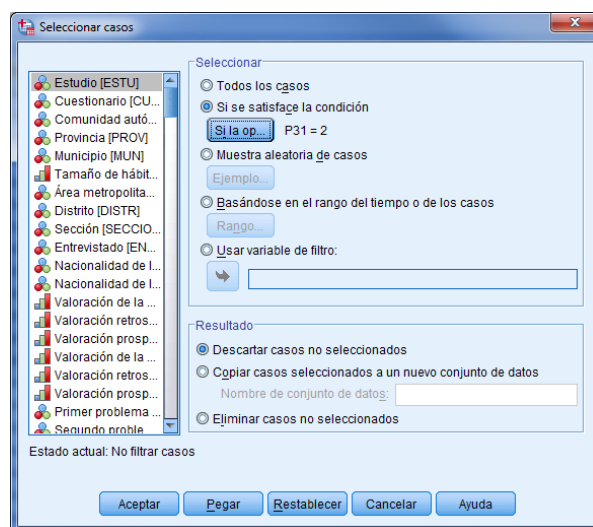 Seleccionar casos
Estudio [ESTU]
Cuestionario [CU...
Comunidad autó...
Provincia [PROV]
Municipio [MUN]
Tamaño de hábit...
Área metropolita...
Distrito [DISTR]
Sección [SECCIO...
Entrevistado [EN...
Nacionalidad de l...
Nacionalidad de l...
Valoración de la ...
Valoración retros...
Valoración prosp...
Valoración de la ...
Valoración retros...
Valoración prosp...
Primer problema ...
Segundo proble...
Seleccionar
Todos los casos
Si se satisface la condición
Si la op... P31 = 2
Muestra aleatoria de casos
Ejemplo...
Basándose en el rango del tiempo o de los casos
Rango...
Usar variable de filtro:
Resultado
Descartar casos no seleccionados
Copiar casos seleccionados a un nuevo conjunto de datos
Nombre de conjunto de datos:
Eliminar casos no seleccionados
Estado actual: No filtrar casos
Aceptar Pegar Restablecer Cancelar Ayuda